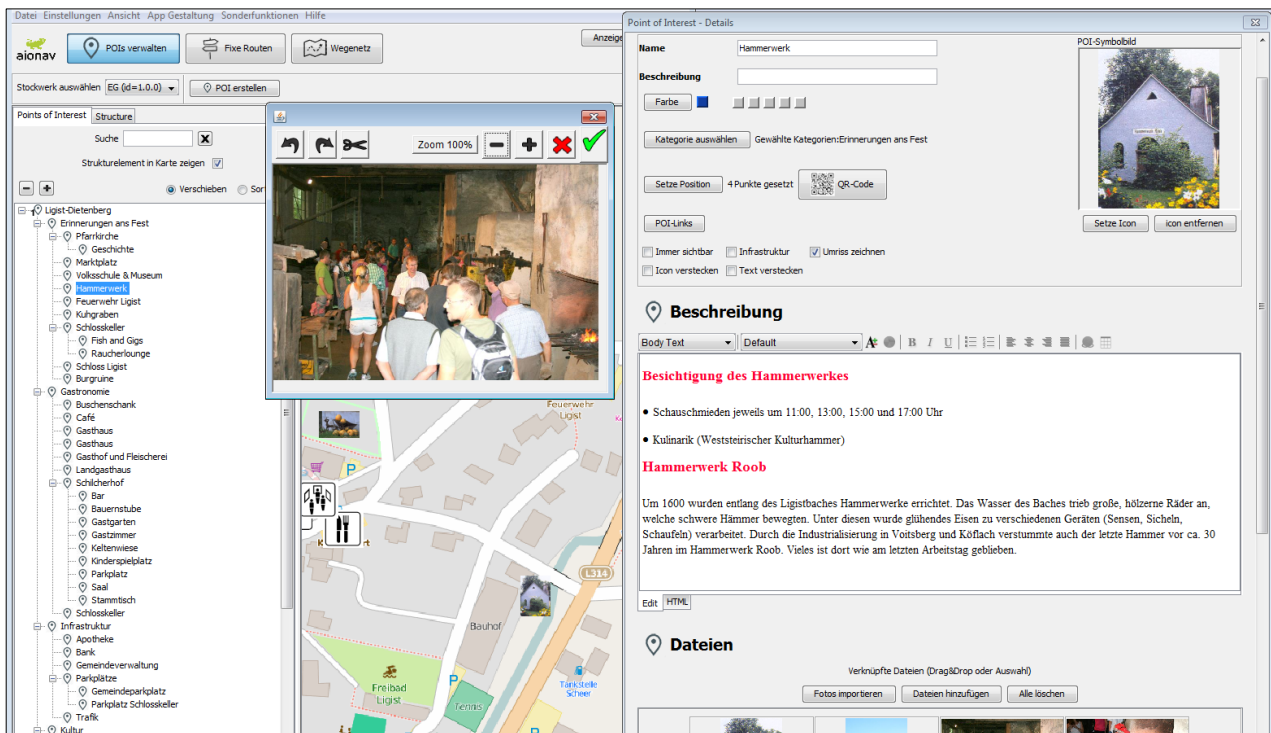 Datei Einstellungen Ansicht App Gestaltung Sonderfunktionen Hilfe
aionav
POIs verwalten
Fixe Routen
Wegenetz
Anzeige
Stockwerk auswählen EG (id=1.0.0)
POI erstellen
Points of Interest Structure
Suche
Strukturelement in Karte zeigen
Verschieben
Ligist-Dietenberg
Erinnerungen ans Fest
Pfarrkirche
Geschichte
Marktplatz
Volksschule & Museum
Hammerwerk
Feuerwehr Ligist
Kuhgraben
Schlosskeller
Fish and Gigs
Raucherlounge
Schloss Ligist
Burgruine
Gastronomie
Buschenschank
Café
Gasthaus
Gasthaus
Gasthof und Fleischerei
Landgasthaus
Schilcherhof
Bar
Bauernstube
Gastgarten
Gastzimmer
Keltenwiese
Kinderspielplatz
Parkplatz
Saal
Stammtisch
Schlosskeller
Infrastruktur
Apotheke
Bank
Gemeindeverwaltung
Parkplätze
Gemeindeparkplatz
Parkplatz Schlosskeller
Trafik
Kultur
Zoom 100%
Feuerwehr
Ligist
P
L314
Bauhof
Freibad
Ligist
P
Tennis
Tankstelle
Scheer
P
Point of Interest - Details
Name Hammerwerk
Beschreibung
Farbe
Kategorie auswählen Gewählte Kategorien:Erinnerungen ans Fest
Setze Position 4 Punkte gesetzt QR-Code
POI-Links
Immer sichtbar Infrastruktur Umriss zeichnen
Icon verstecken Text verstecken
POI-Symbolbild
Setze Icon icon entfernen
Beschreibung
Body Text Default B I U
Besichtigung des Hammerwerkes
• Schauschmieden jeweils um 11:00, 13:00, 15:00 und 17:00 Uhr
• Kulinarik (Weststeirischer Kulturhammer)
Hammerwerk Roob
Um 1600 wurden entlang des Ligistbaches Hammerwerke errichtet. Das Wasser des Baches trieb große, hölzerne Räder an,
welche schwere Hämmer bewegten. Unter diesen wurde glühendes Eisen zu verschiedenen Geräten (Sensen, Sicheln,
Schaufeln) verarbeitet. Durch die Industrialisierung in Voitsberg und Köflach verstummte auch der letzte Hammer vor ca. 30
Jahren im Hammerwerk Roob. Vieles ist dort wie am letzten Arbeitstag geblieben.
Edit HTML
Dateien
Verknüpfte Dateien (Drag&Drop oder Auswahl)
Fotos importieren Dateien hinzufügen Alle löschen